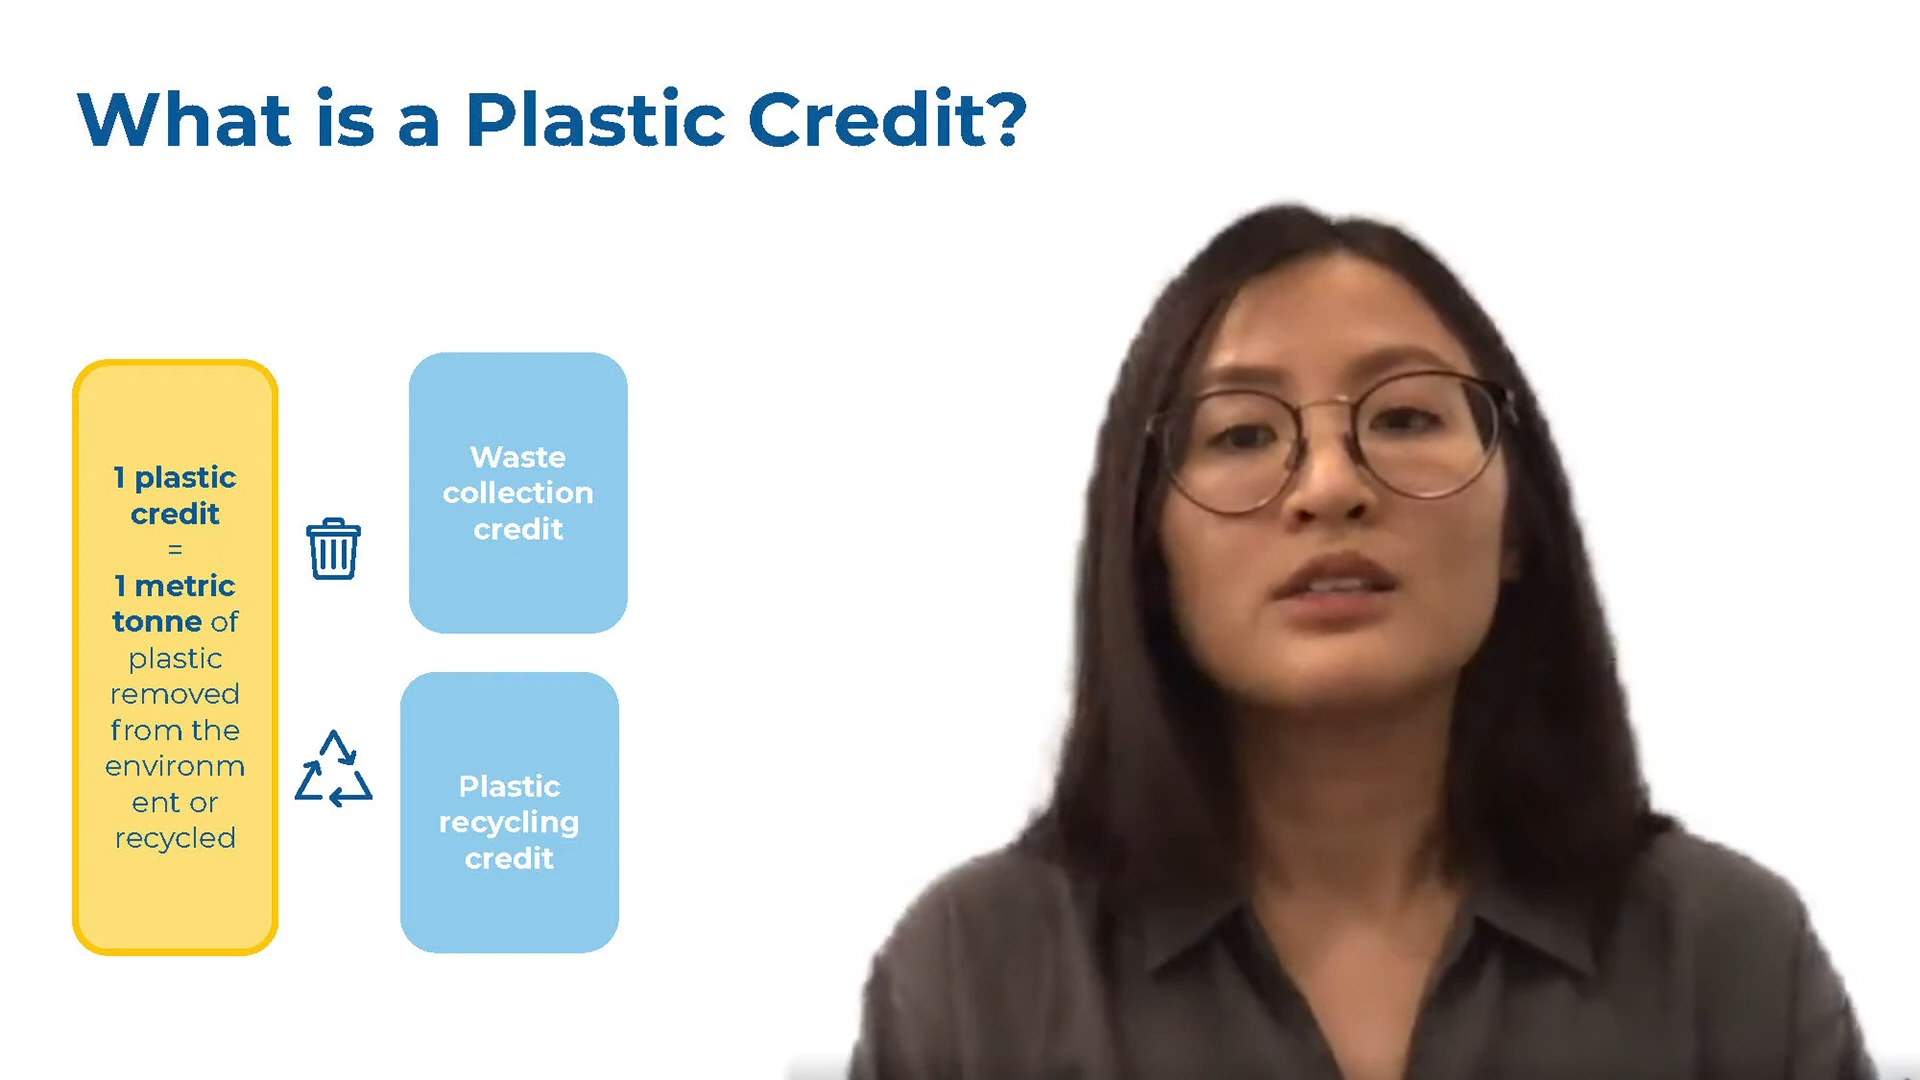 What is a Plastic Credit?
1 plastic
credit
=
1 metric
tonne of
plastic
removed
from the
environm
ent or
recycled
Waste
collection
credit
Plastic
recycling
credit